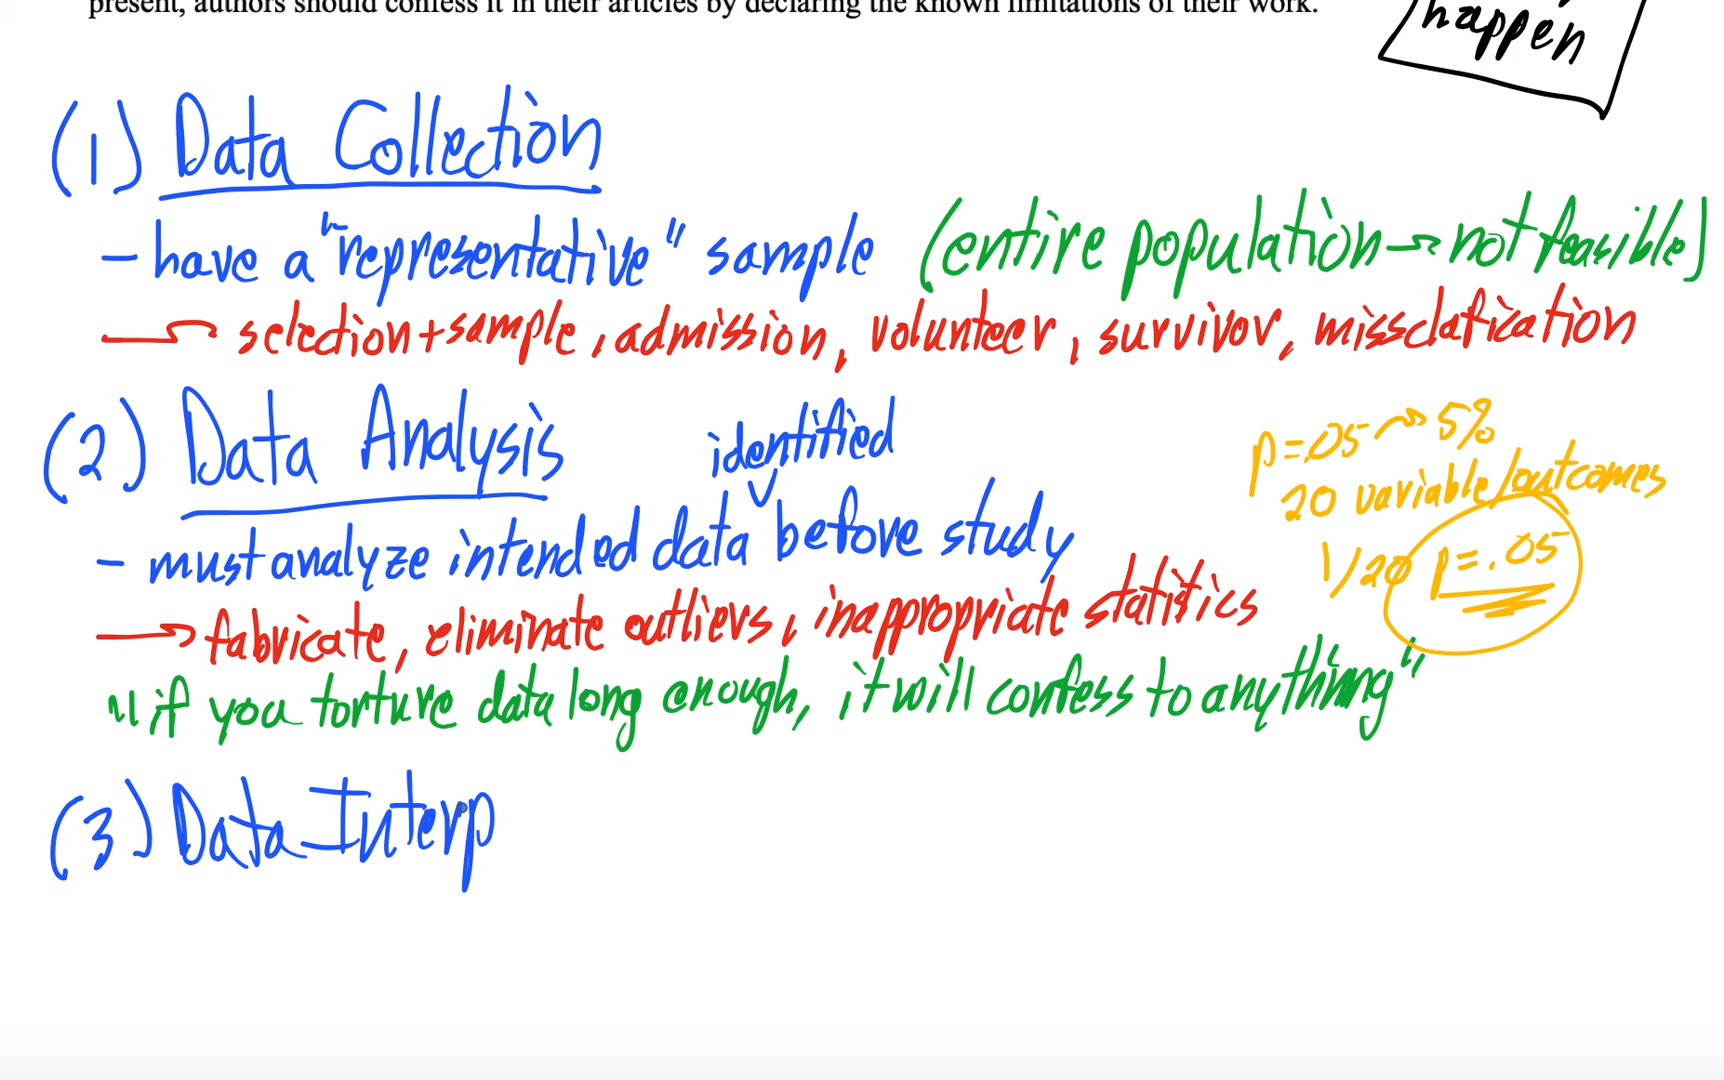 present, authors should confess it in their articles by declaring the known limitations of their work.
happen
(1) Data Collection
- have a "representative" sample (entire population → not feasible)
→ selection + sample, admission, volunteer, survivor, missclafication
(2) Data Analysis
identified
- must analyze intended data before study
→ fabricate, eliminate outliers, inappropriate statistics
"if you torture data long enough, it will confess to anything"
p=.05 → 5%
20 variable/outcomes
1/20 p=.05
(3) Data Interp